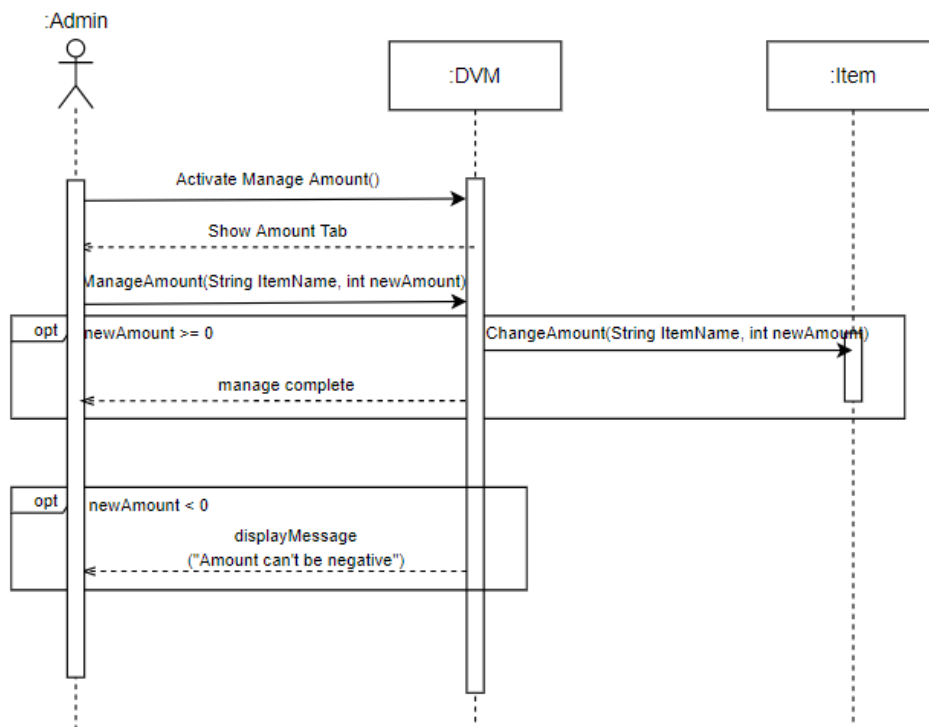 :Admin
:DVM
:Item
Activate Manage Amount()
Show Amount Tab
ManageAmount(String ItemName, int newAmount)
opt
newAmount >= 0
ChangeAmount(String ItemName, int newAmount)
manage complete
opt
newAmount < 0
displayMessage
("Amount can't be negative")